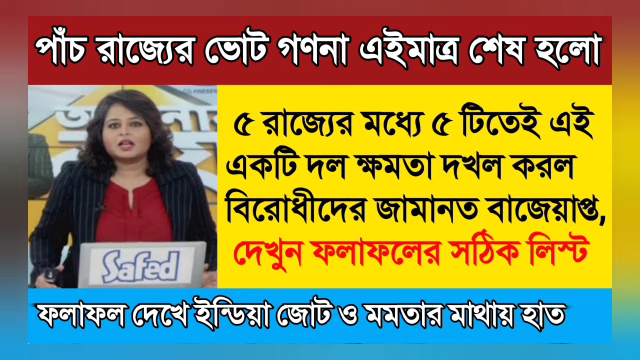 পাঁচ রাজ্যের ভোট গণনা এইমাত্র শেষ হলো
৫ রাজ্যের মধ্যে ৫ টিতেই এই
একটি দল ক্ষমতা দখল করল
বিরোধীদের জামানত বাজেয়াপ্ত,
দেখুন ফলাফলের সঠিক লিস্ট
Safed
ফলাফল দেখে ইন্ডিয়া জোট ও মমতার মাথায় হাত